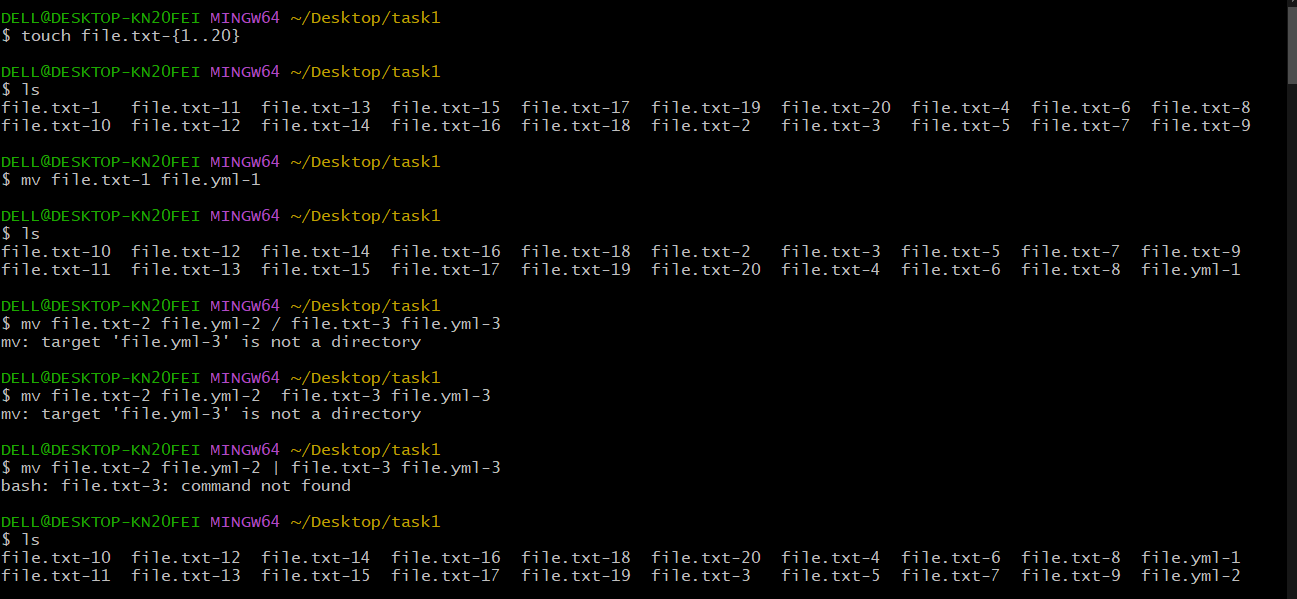 DELL@DESKTOP-KN20FEI MINGW64 ~/Desktop/task1
$ touch file.txt-{1..20}
DELL@DESKTOP-KN20FEI MINGW64 ~/Desktop/task1
$ ls
file.txt-1   file.txt-11  file.txt-13  file.txt-15  file.txt-17  file.txt-19  file.txt-20  file.txt-4  file.txt-6  file.txt-8
file.txt-10  file.txt-12  file.txt-14  file.txt-16  file.txt-18  file.txt-2   file.txt-3   file.txt-5  file.txt-7  file.txt-9
DELL@DESKTOP-KN20FEI MINGW64 ~/Desktop/task1
$ mv file.txt-1 file.yml-1
DELL@DESKTOP-KN20FEI MINGW64 ~/Desktop/task1
$ ls
file.txt-10  file.txt-12  file.txt-14  file.txt-16  file.txt-18  file.txt-2   file.txt-3  file.txt-5  file.txt-7  file.txt-9
file.txt-11  file.txt-13  file.txt-15  file.txt-17  file.txt-19  file.txt-20  file.txt-4  file.txt-6  file.txt-8  file.yml-1
DELL@DESKTOP-KN20FEI MINGW64 ~/Desktop/task1
$ mv file.txt-2 file.yml-2 / file.txt-3 file.yml-3
mv: target 'file.yml-3' is not a directory
DELL@DESKTOP-KN20FEI MINGW64 ~/Desktop/task1
$ mv file.txt-2 file.yml-2  file.txt-3 file.yml-3
mv: target 'file.yml-3' is not a directory
DELL@DESKTOP-KN20FEI MINGW64 ~/Desktop/task1
$ mv file.txt-2 file.yml-2 | file.txt-3 file.yml-3
bash: file.txt-3: command not found
DELL@DESKTOP-KN20FEI MINGW64 ~/Desktop/task1
$ ls
file.txt-10  file.txt-12  file.txt-14  file.txt-16  file.txt-18  file.txt-20  file.txt-4  file.txt-6  file.txt-8  file.yml-1
file.txt-11  file.txt-13  file.txt-15  file.txt-17  file.txt-19  file.txt-3   file.txt-5  file.txt-7  file.txt-9  file.yml-2